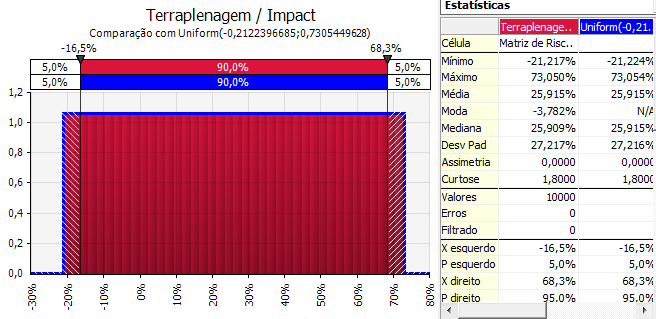 Terraplenagem / Impact
Comparação com Uniform(-0,2122396685;0,7305449628)
-16,5% 68,3%
5,0% 90,0% 5,0%
5,0% 90,0% 5,0%
1,2
1,0
0,8
0,6
0,4
0,2
0,0
-30% -20% -10% 0% 10% 20% 30% 40% 50% 60% 70% 80%
Estatísticas
Terraplenage.. Uniform(-0,21.
Célula Matriz de Risc..
Mínimo -21,217% -21,224%
Máximo 73,050% 73,054%
Média 25,915% 25,915%
Moda -3,782% N/A
Mediana 25,909% 25,915%
Desv Pad 27,217% 27,216%
Assimetria 0,0000 0,0000
Curtose 1,8000 1,8000
Valores 10000
Erros 0
Filtrado 0
X esquerdo -16,5% -16,5%
P esquerdo 5,0% 5,0%
X direito 68,3% 68,3%
P direito 95,0% 95,0%